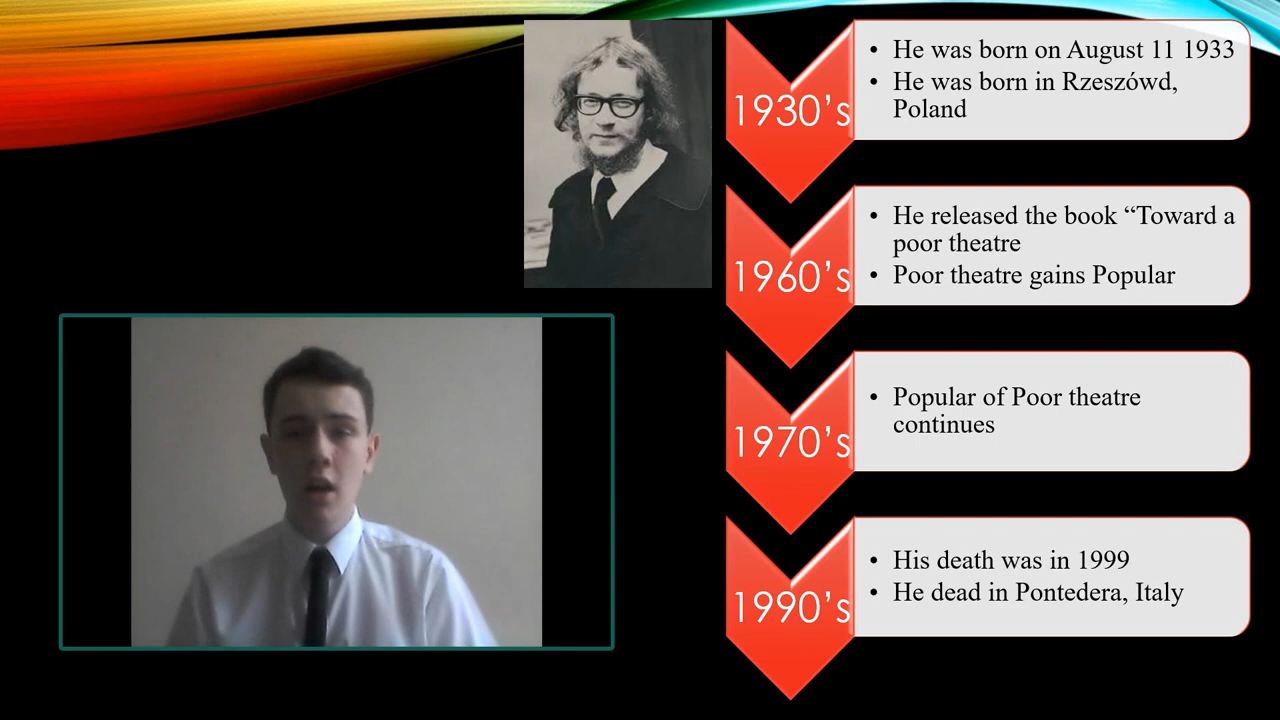 1930’s
• He was born on August 11 1933
• He was born in Rzeszówd,
Poland
1960’s
• He released the book “Toward a
poor theatre
• Poor theatre gains Popular
1970’s
• Popular of Poor theatre
continues
1990’s
• His death was in 1999
• He dead in Pontedera, Italy